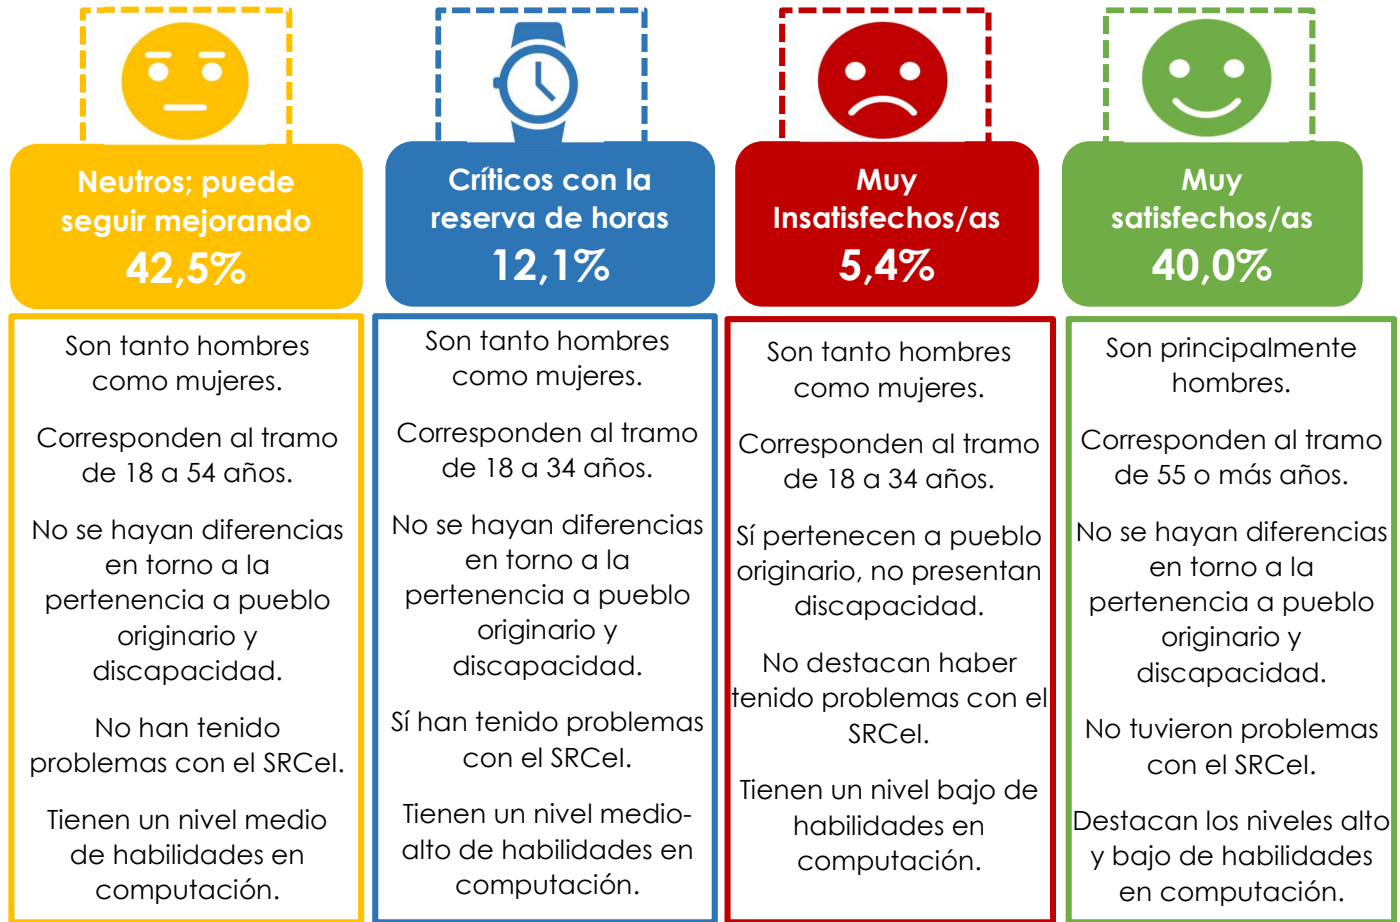 Neutros; puede
seguir mejorando
42,5%
Son tanto hombres
como mujeres.
Corresponden al tramo
de 18 a 54 años.
No se hayan diferencias
en torno a la
pertenencia a pueblo
originario y
discapacidad.
No han tenido
problemas con el SRCeI.
Tienen un nivel medio
de habilidades en
computación.
Críticos con la
reserva de horas
12,1%
Son tanto hombres
como mujeres.
Corresponden al tramo
de 18 a 34 años.
No se hayan diferencias
en torno a la
pertenencia a pueblo
originario y
discapacidad.
Sí han tenido problemas
con el SRCeI.
Tienen un nivel medio-
alto de habilidades en
computación.
Muy
Insatisfechos/as
5,4%
Son tanto hombres
como mujeres.
Corresponden al tramo
de 18 a 34 años.
Sí pertenecen a pueblo
originario, no presentan
discapacidad.
No destacan haber
tenido problemas con el
SRCeI.
Tienen un nivel bajo de
habilidades en
computación.
Muy
satisfechos/as
40,0%
Son principalmente
hombres.
Corresponden al tramo
de 55 o más años.
No se hayan diferencias
en torno a la
pertenencia a pueblo
originario y
discapacidad.
No tuvieron problemas
con el SRCeI.
Destacan los niveles alto
y bajo de habilidades
en computación.